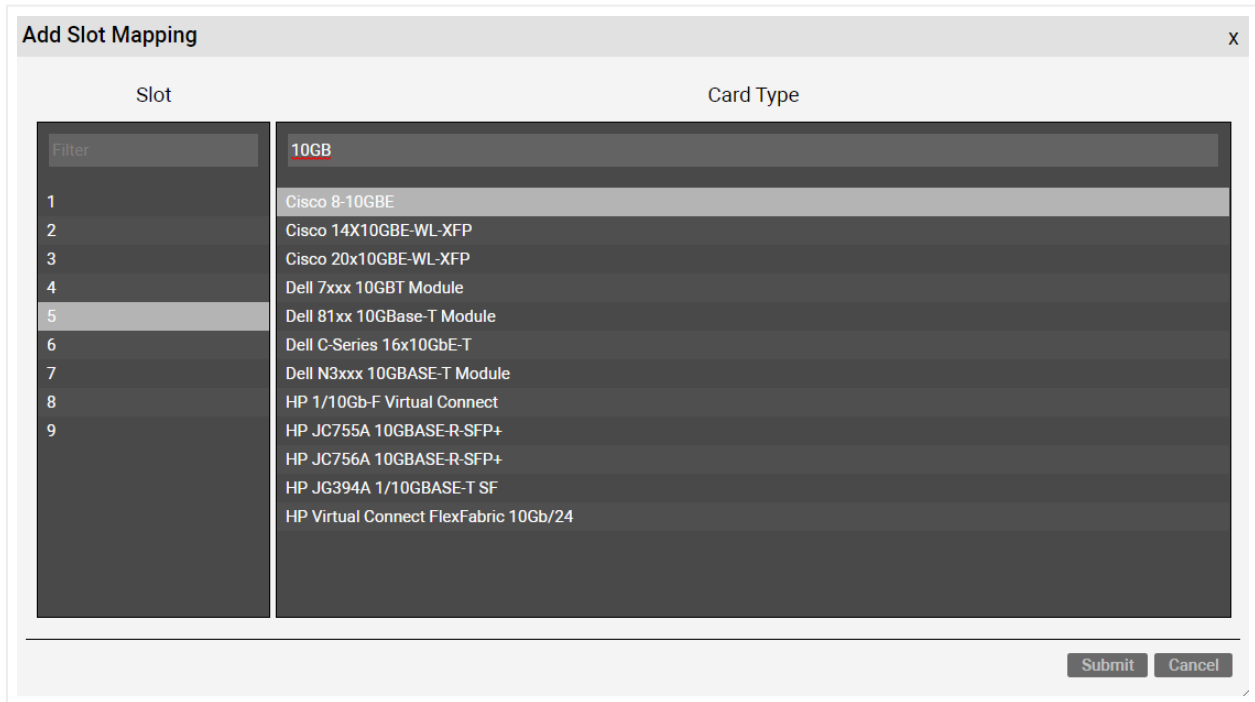 Add Slot Mapping
X
Slot
Card Type
Filter
10GB
1
2
3
4
5
6
7
8
9
Cisco 8-10GBE
Cisco 14X10GBE-WL-XFP
Cisco 20x10GBE-WL-XFP
Dell 7xxx 10GBT Module
Dell 81xx 10GBase-T Module
Dell C-Series 16x10GbE-T
Dell N3xxx 10GBASE-T Module
HP 1/10Gb-F Virtual Connect
HP JC755A 10GBASE-R-SFP+
HP JC756A 10GBASE-R-SFP+
HP JG394A 1/10GBASE-T SF
HP Virtual Connect FlexFabric 10Gb/24
Submit
Cancel